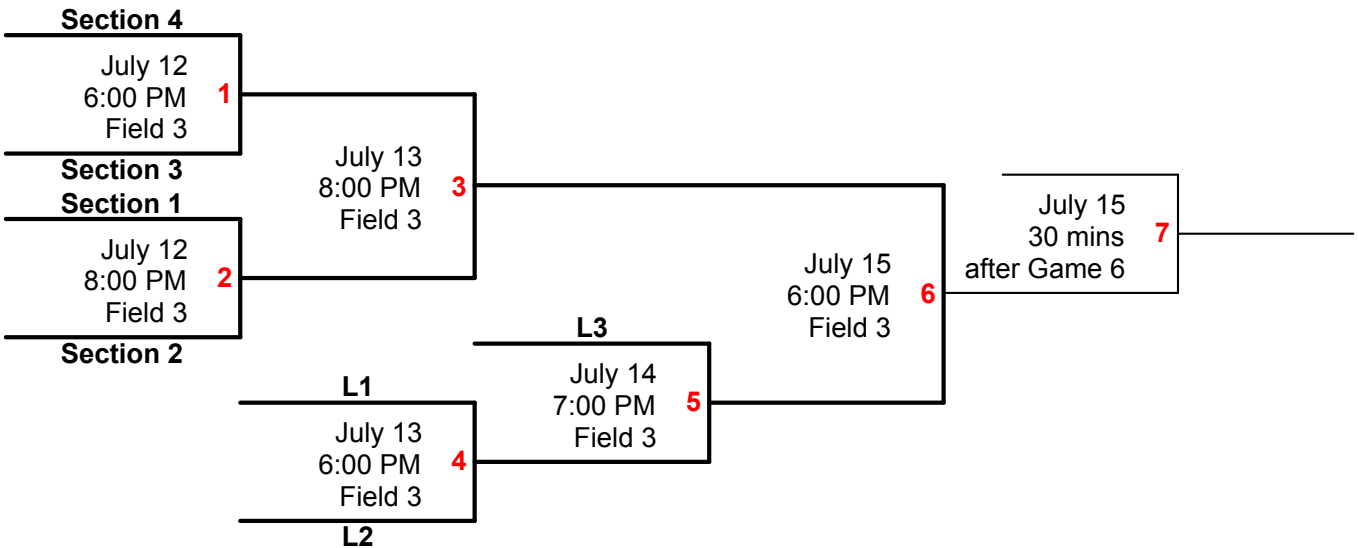 Section 4
July 12
6:00 PM
Field 3
1
Section 3
Section 1
July 12
8:00 PM
Field 3
2
Section 2
July 13
8:00 PM
Field 3
3
L1
July 13
6:00 PM
Field 3
4
L2
L3
July 14
7:00 PM
Field 3
5
July 15
6:00 PM
Field 3
6
July 15
30 mins
after Game 6
7